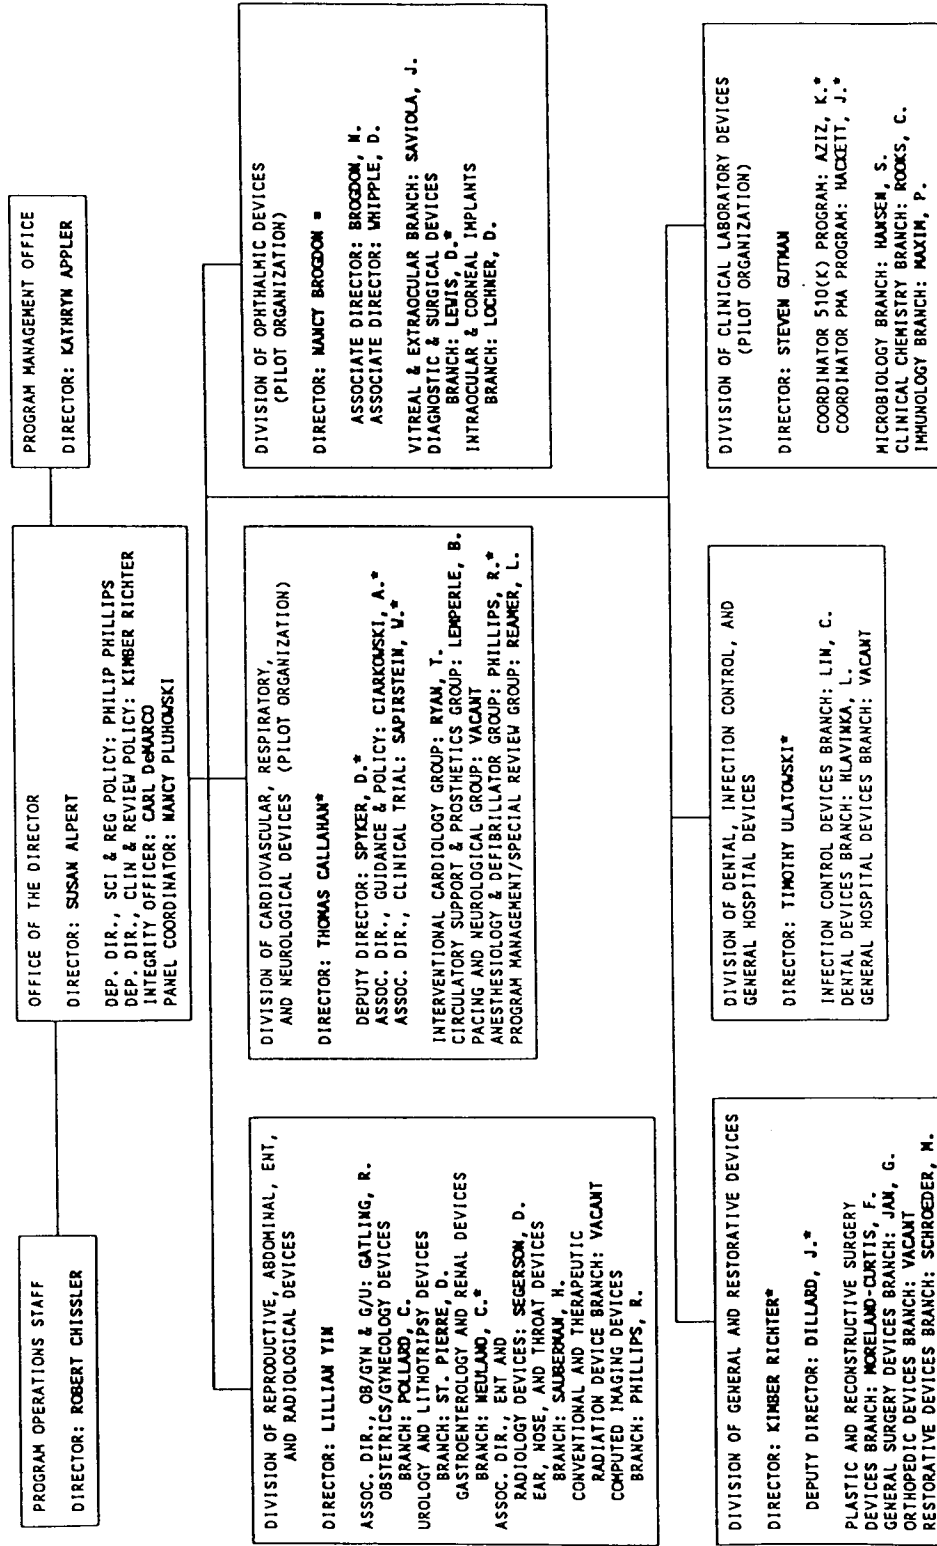 PROGRAM OPERATIONS STAFF
DIRECTOR: ROBERT CHISSLER
OFFICE OF THE DIRECTOR
DIRECTOR: SUSAN ALPERT
DEP. DIR., SCI & REG POLICY: PHILIP PHILLIPS
DEP. DIR., CLIN & REVIEW POLICY: KIMBER RICHTER
INTEGRITY OFFICER: CARL DeMARCO
PANEL COORDINATOR: NANCY PLUHOWSKI
PROGRAM MANAGEMENT OFFICE
DIRECTOR: KATHRYN APPLER
DIVISION OF REPRODUCTIVE, ABDOMINAL, ENT,
AND RADIOLOGICAL DEVICES
DIRECTOR: LILLIAN YIN
ASSOC. DIR., OB/GYN & G/U: GATLING, R.
OBSTETRICS/GYNECOLOGY DEVICES
BRANCH: POLLARD, C.
UROLOGY AND LITHOTRIPSY DEVICES
BRANCH: ST. PIERRE, D.
GASTROENTEROLOGY AND RENAL DEVICES
BRANCH: NEULAND, C.*
ASSOC. DIR., ENT AND
RADIOLOGY DEVICES: SEGERSON, D.
EAR, NOSE, AND THROAT DEVICES
BRANCH: SAUBERMAN, H.
CONVENTIONAL AND THERAPEUTIC
RADIATION DEVICE BRANCH: VACANT
COMPUTED IMAGING DEVICES
BRANCH: PHILLIPS, R.
DIVISION OF CARDIOVASCULAR, RESPIRATORY,
AND NEUROLOGICAL DEVICES (PILOT ORGANIZATION)
DIRECTOR: THOMAS CALLAHAN*
DEPUTY DIRECTOR: SPYKER, D.*
ASSOC. DIR., GUIDANCE & POLICY: CIARKOWSKI, A.*
ASSOC. DIR., CLINICAL TRIAL: SAPIRSTEIN, W.*
INTERVENTIONAL CARDIOLOGY GROUP: RYAN, T.
CIRCULATORY SUPPORT & PROSTHETICS GROUP: LEMPERLE, B.
PACING AND NEUROLOGICAL GROUP: VACANT
ANESTHESIOLOGY & DEFIBRILLATOR GROUP: PHILLIPS, R.*
PROGRAM MANAGEMENT/SPECIAL REVIEW GROUP: REAMER, L.
DIVISION OF OPHTHALMIC DEVICES
(PILOT ORGANIZATION)
DIRECTOR: NANCY BROGDON *
ASSOCIATE DIRECTOR: BROGDON, N.
ASSOCIATE DIRECTOR: WHIPPLE, D.
VITREAL & EXTRAOCULAR BRANCH: SAVIOLA, J.
DIAGNOSTIC & SURGICAL DEVICES
BRANCH: LEWIS, D.*
INTRAOCULAR & CORNEAL IMPLANTS
BRANCH: LOCHNER, D.
DIVISION OF GENERAL AND RESTORATIVE DEVICES
DIRECTOR: KIMBER RICHTER*
DEPUTY DIRECTOR: DILLARD, J.*
PLASTIC AND RECONSTRUCTIVE SURGERY
DEVICES BRANCH: MORELAND-CURTIS, F.
GENERAL SURGERY DEVICES BRANCH: JAN, G.
ORTHOPEDIC DEVICES BRANCH: VACANT
RESTORATIVE DEVICES BRANCH: SCHROEDER, M.
DIVISION OF DENTAL, INFECTION CONTROL, AND
GENERAL HOSPITAL DEVICES
DIRECTOR: TIMOTHY ULATOWSKI*
INFECTION CONTROL DEVICES BRANCH: LIN, C.
DENTAL DEVICES BRANCH: HLAVINKA, L.
GENERAL HOSPITAL DEVICES BRANCH: VACANT
DIVISION OF CLINICAL LABORATORY DEVICES
(PILOT ORGANIZATION)
DIRECTOR: STEVEN GUTMAN
COORDINATOR 510(K) PROGRAM: AZIZ, K.*
COORDINATOR PMA PROGRAM: HACKETT, J.*
MICROBIOLOGY BRANCH: HANSEN, S.
CLINICAL CHEMISTRY BRANCH: ROOKS, C.
IMMUNOLOGY BRANCH: MAXIM, P.